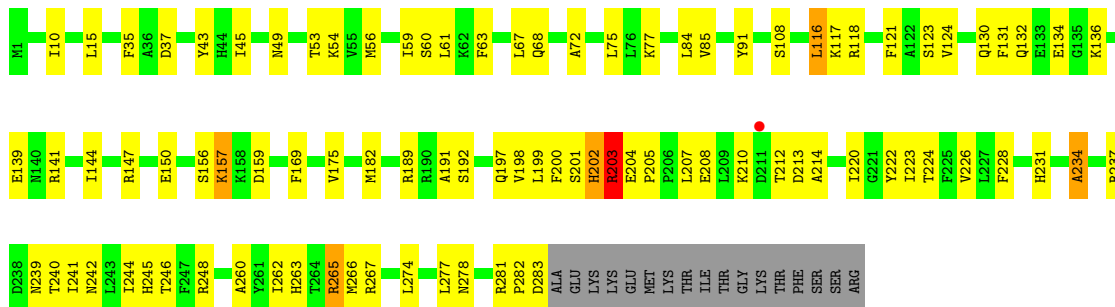 M1 I10 L15 F35 A36 D37 Y43 H44 I45 N49 T53 K54 V55 M56 I59 S60 L61 K62 F63 L67 Q68 A72 L75 L76 K77 L84 V85 Y91 S108 L116 K117 R118 F121 A122 S123 V124 Q130 F131 Q132 E133 E134 G135 K136
E139 N140 R141 I144 R147 E150 S156 K157 K158 D159 F169 V175 M182 R189 R190 A191 S192 Q197 V198 L199 F200 S201 H202 R203 E204 P205 P206 L207 E208 L209 K210 D211 T212 D213 A214 I220 G221 Y222 I223 T224 F225 V226 L227 F228 H231 A234
D238 N239 T240 I241 N242 L243 I244 H245 T246 F247 R248 A260 Y261 I262 H263 T264 R265 M266 R267 L274 L277 N278 R281 P282 D283 ALA GLU LYS LYS GLU MET LYS THR ILE THR GLY LYS THR PHE SER SER ARG